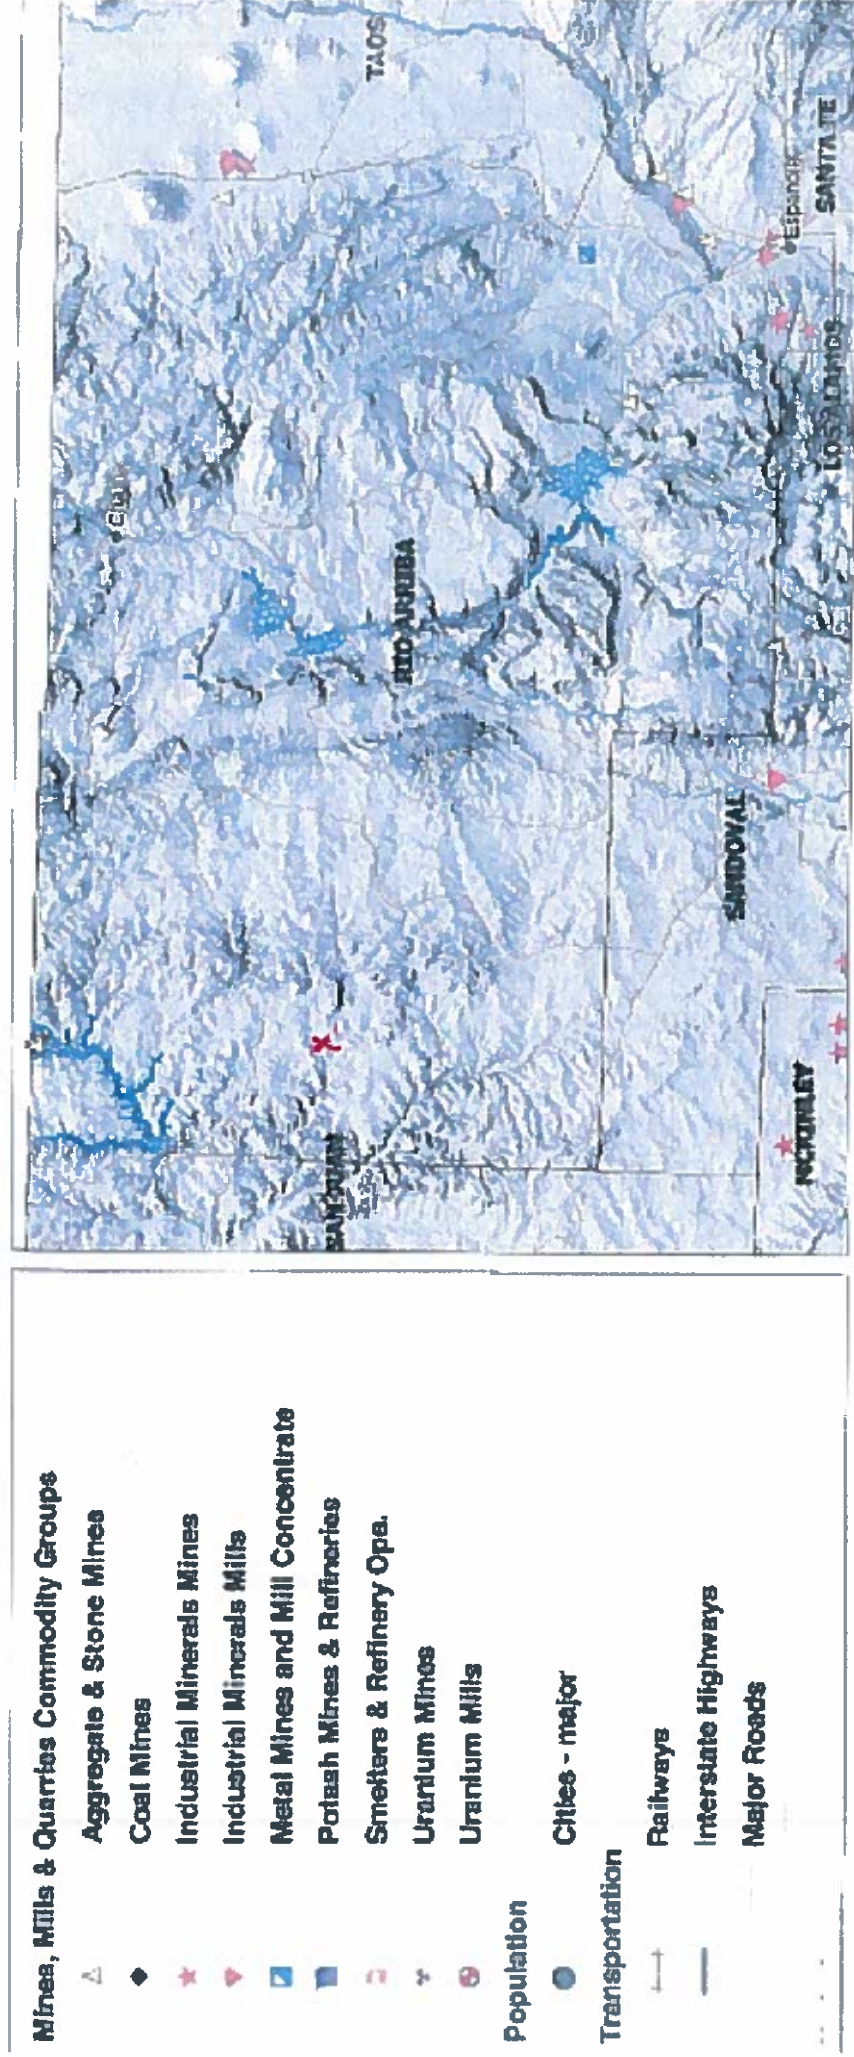 Mines, Mills & Quarries Commodity Groups
Aggregate & Stone Mines
Coal Mines
Industrial Minerals Mines
Industrial Minerals Mills
Metal Mines and Mill Concentrate
Potash Mines & Refineries
Smelters & Refinery Ops.
Uranium Mines
Uranium Mills
Population
Cities - major
Transportation
Railways
Interstate Highways
Major Roads
TAOS
RIO ARRIBA
SAN JUAN
SANDOVAL
MCKINLEY
LOS ALAMOS
Espanola
SANTA FE